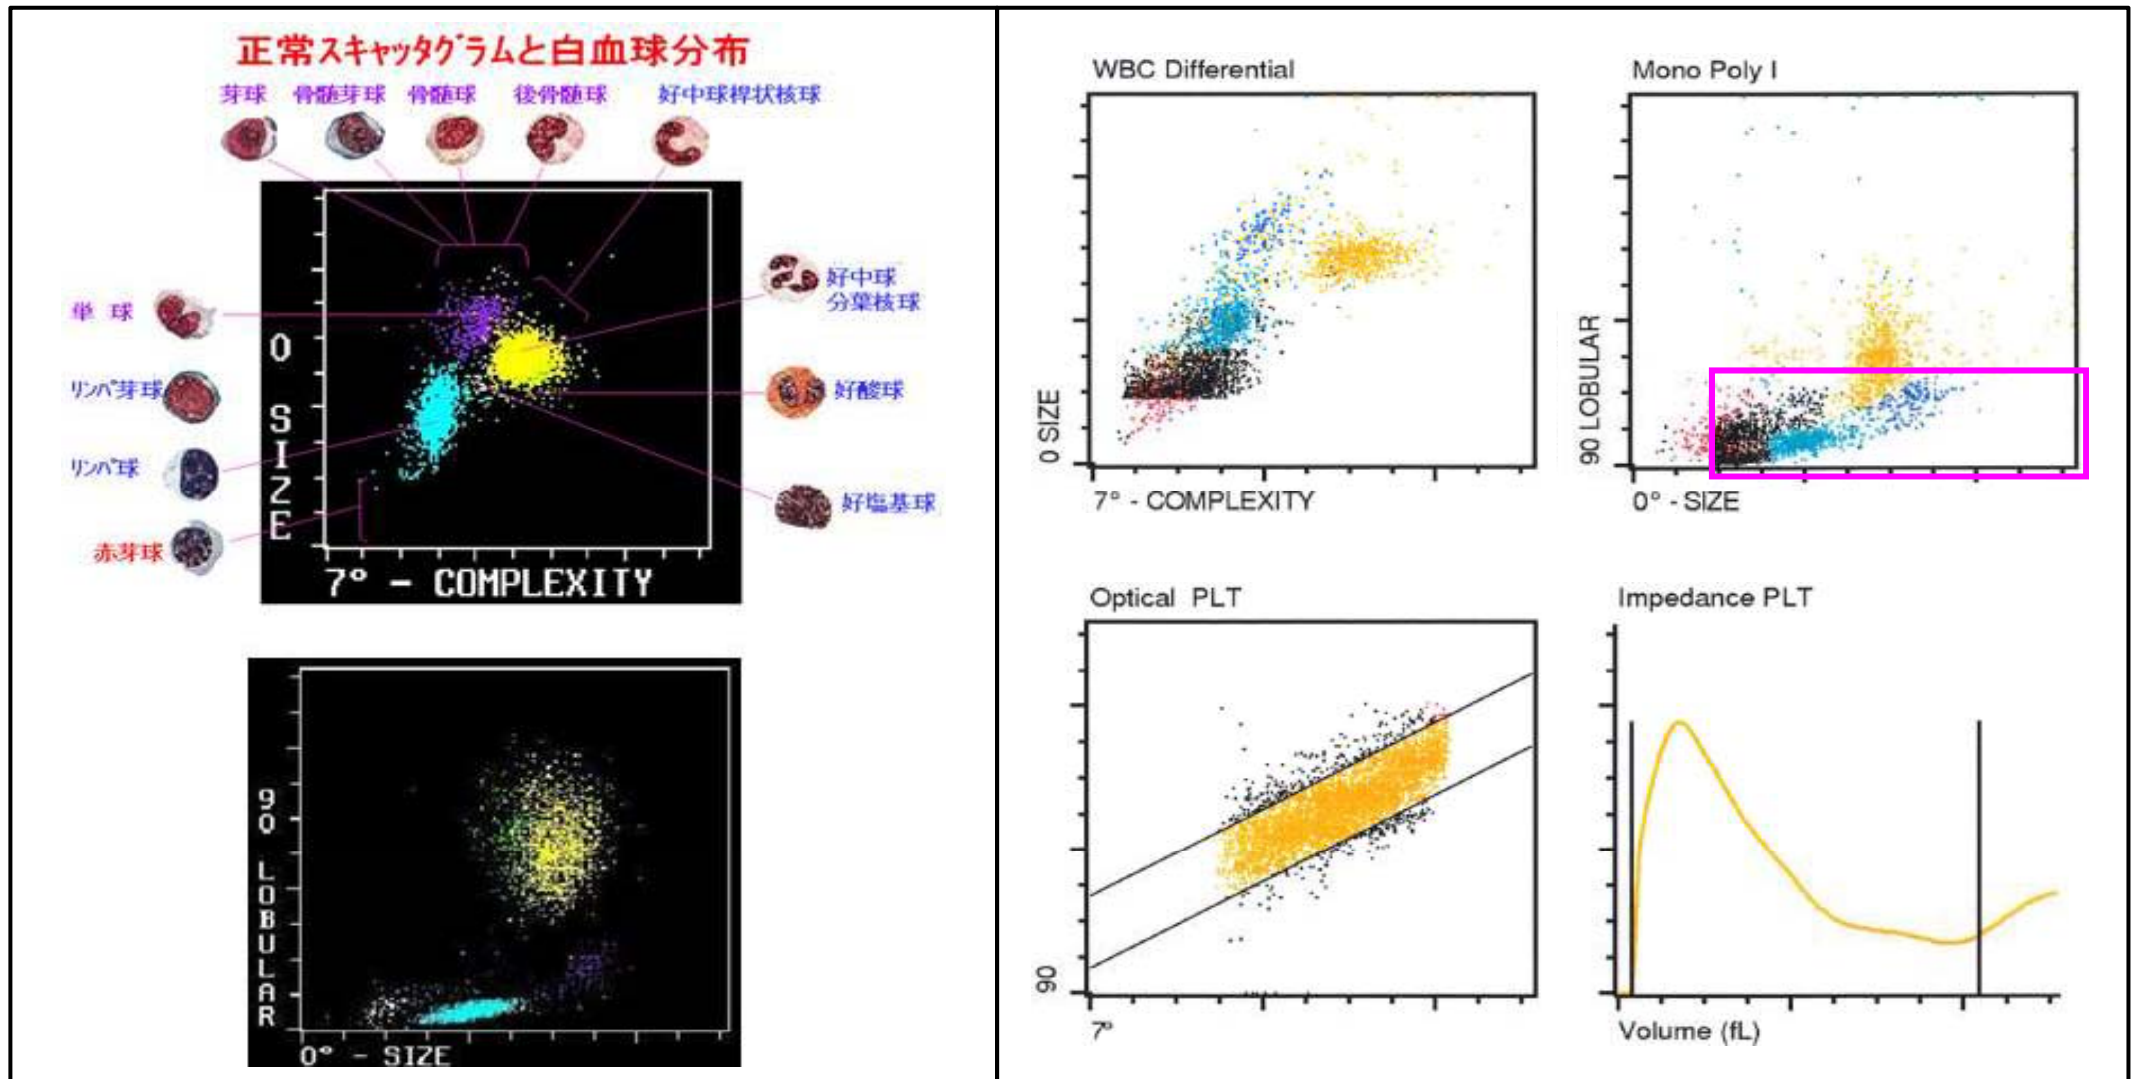 正常スキャッタグラムと白血球分布
芽球 骨髄芽球 骨髄球 後骨髄球 好中球桿状核球
単 球
好中球
分葉核球
リンパ芽球
好酸球
リンパ球
好塩基球
赤芽球
0 SIZE
7° - COMPLEXITY
90 LOBULAR
0° - SIZE
WBC Differential
0 SIZE
7° - COMPLEXITY
Mono Poly I
90 LOBULAR
0° - SIZE
Optical PLT
90
7°
Impedance PLT
Volume (fL)